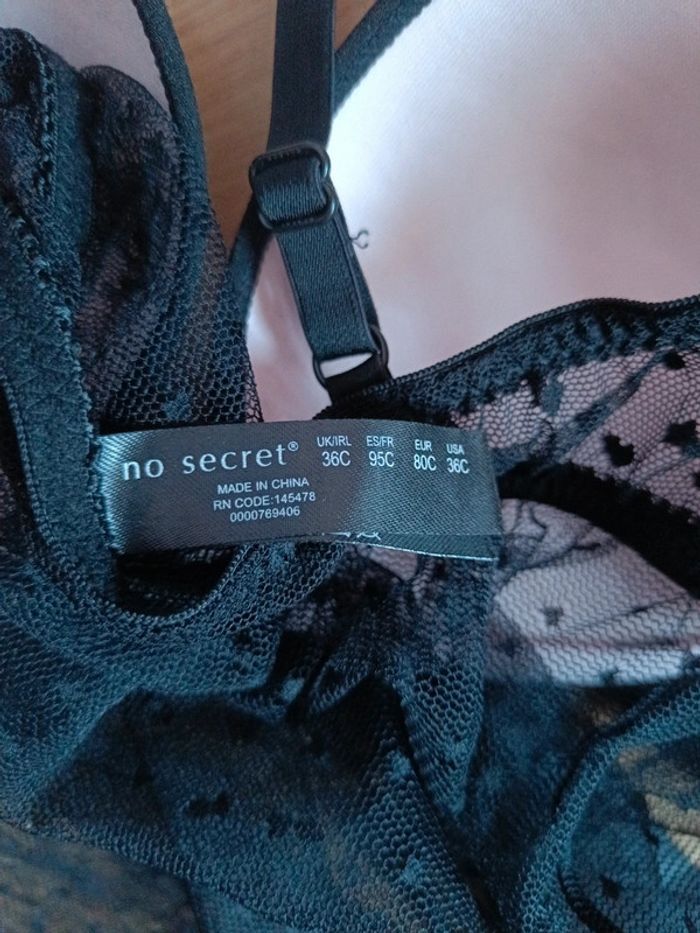 no secret® UK/IRL ES/FR EUR USA
36C 95C 80C 36C
MADE IN CHINA
RN CODE:145478
0000769406